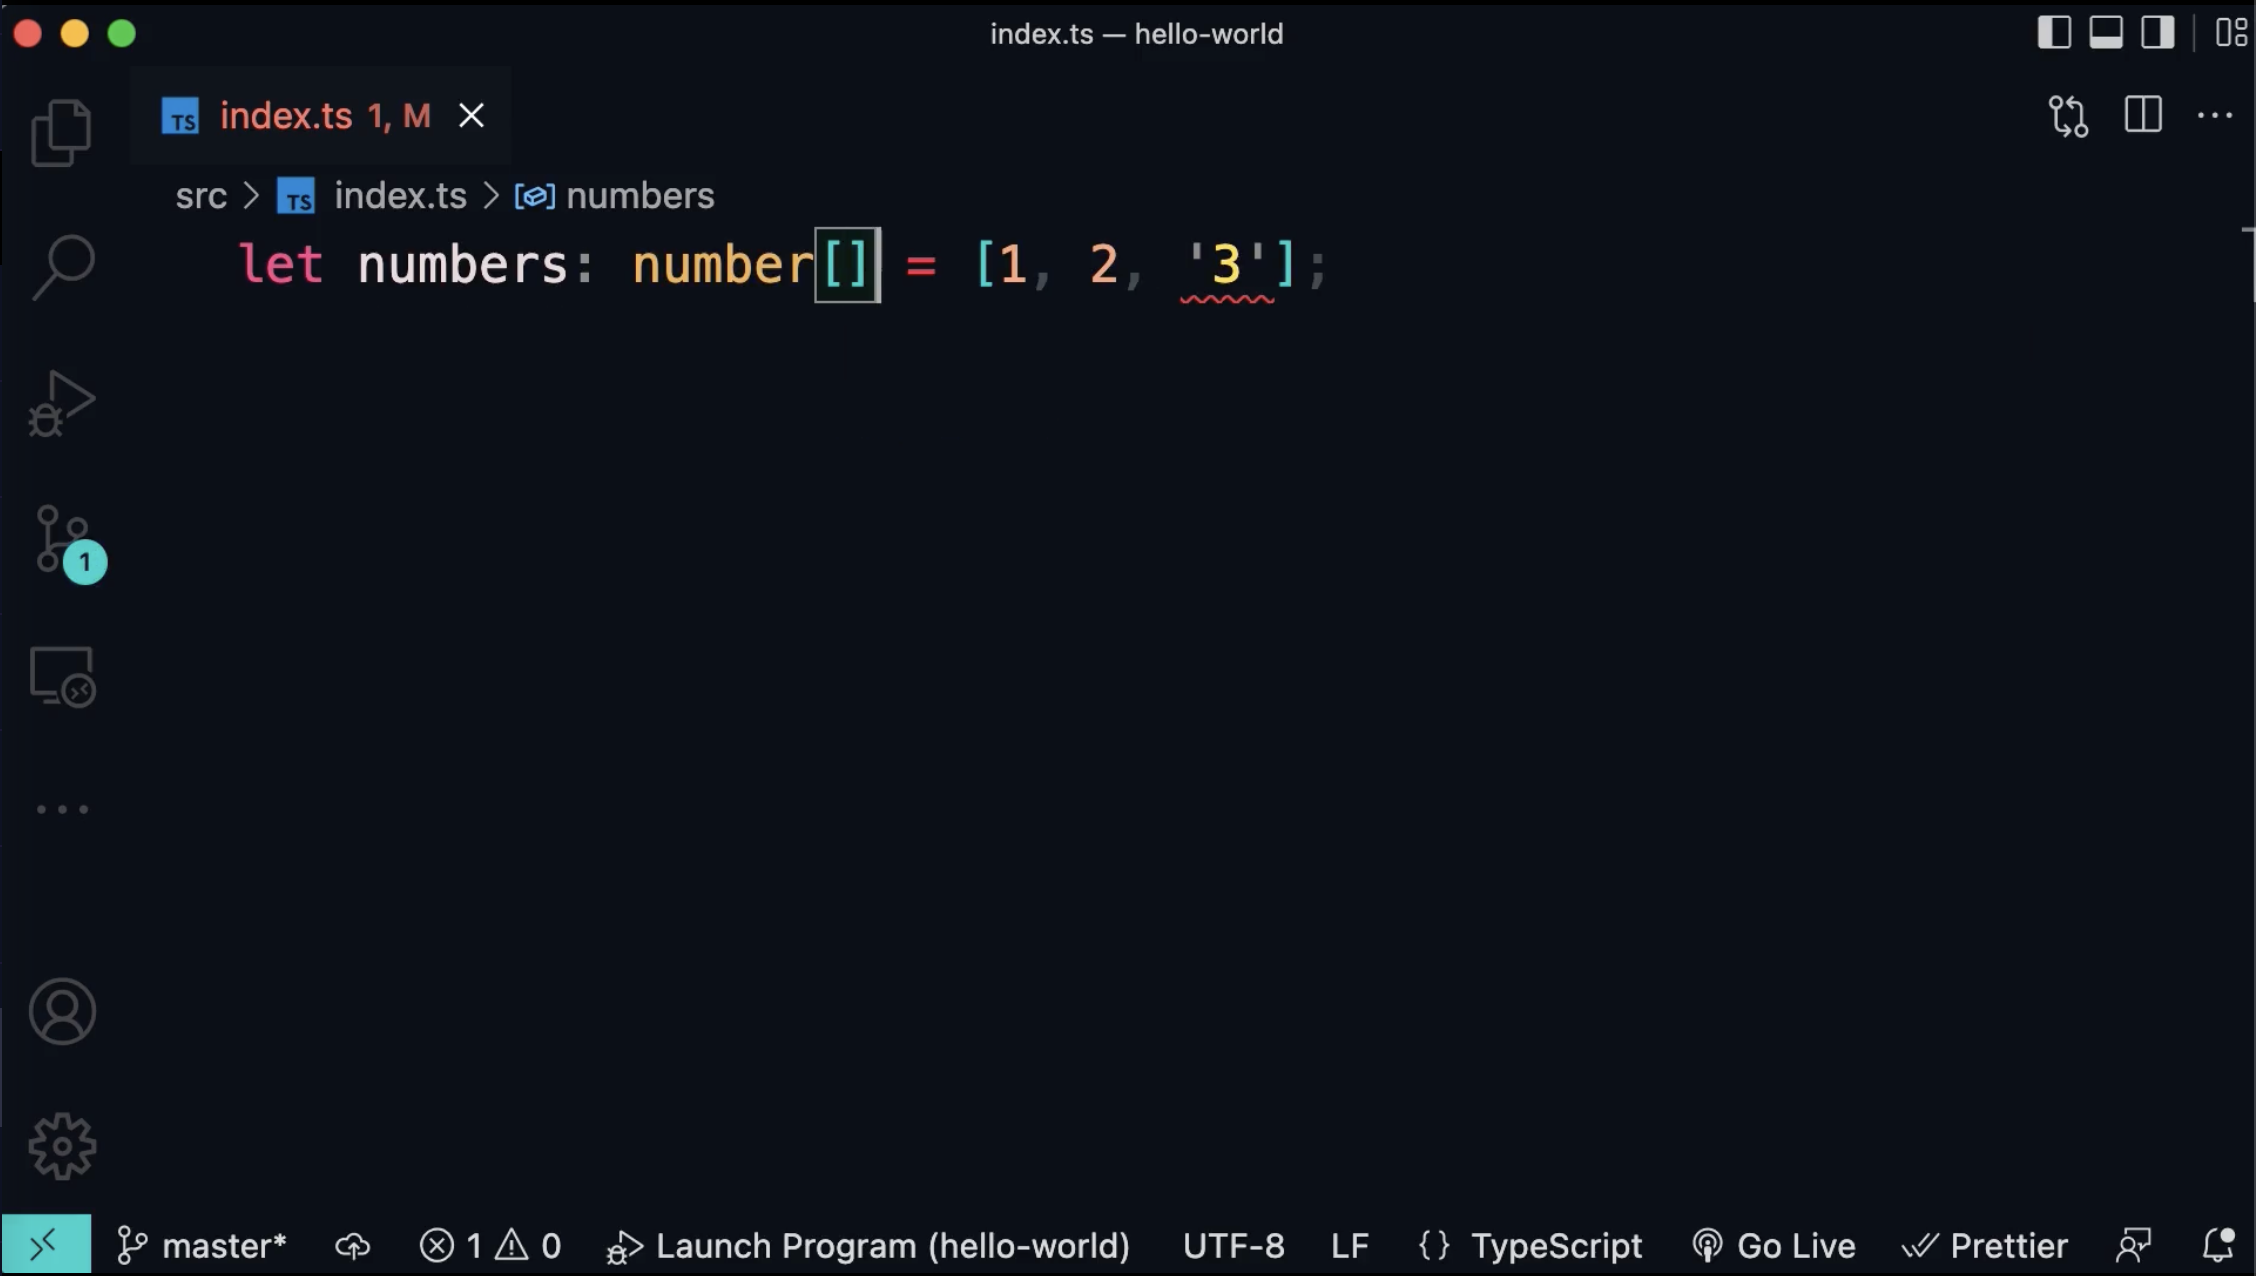 index.ts — hello-world
TS index.ts 1, M
src > TS index.ts > numbers
let numbers: number[] = [1, 2, '3'];
1
master* 1 0 Launch Program (hello-world) UTF-8 LF {} TypeScript Go Live Prettier